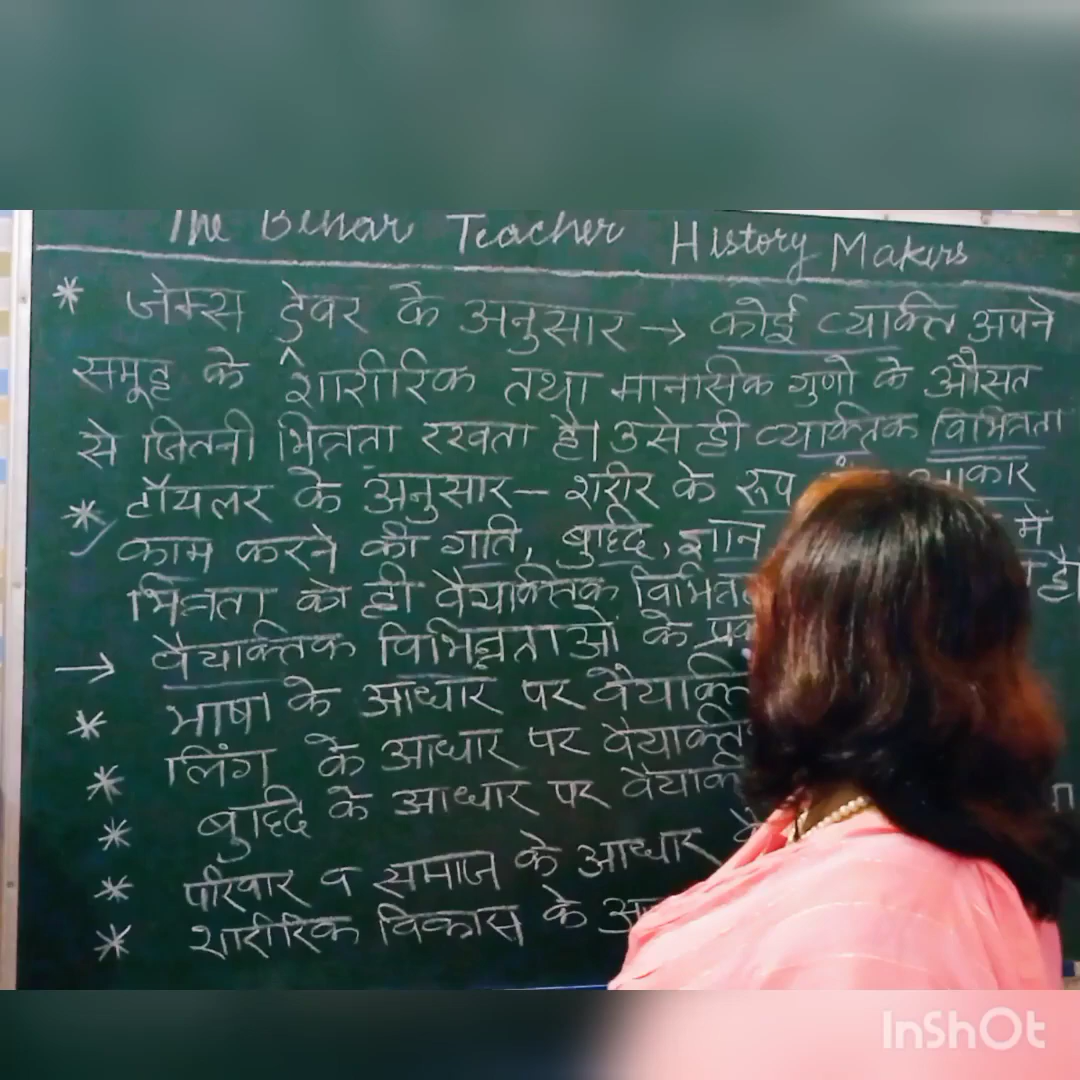 The Bihar Teacher History Makers
* जेम्स ड्रेवर के अनुसार → कोई व्यक्ति अपने
समूह के ^ शारीरिक तथा मानसिक गुणों के औसत
से जितनी भिन्नता रखता है। उसे ही व्यक्तिक विभिन्नता
* टॉयलर के अनुसार – शरीर के रूप आकार
काम करने की गति, बुद्धि, ज्ञान में
भिन्नता को ही वैयक्तिक है।
→ वैयक्तिक विभिन्नताओं के
* भाषा के आधार पर
* लिंग के आधार पर
* बुद्धि के आधार पर
* परिवार व समाज के आधार
* शारीरिक विकास के
InShOt